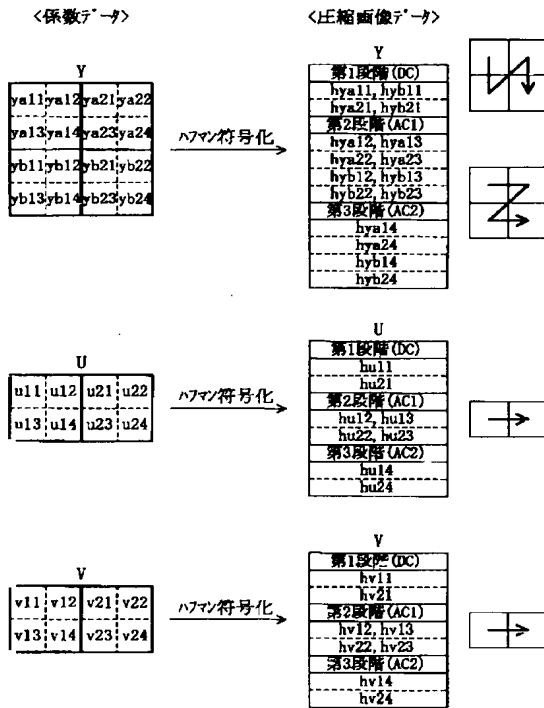 <係数データ>
<圧縮画像データ>
Y
ya11 ya12 ya21 ya22
ya13 ya14 ya23 ya24
yb11 yb12 yb21 yb22
yb13 yb14 yb23 yb24
ハフマン符号化
Y
第1段階(DC)
hya11, hyb11
hya21, hyb21
第2段階(AC1)
hya12, hya13
hya22, hya23
hyb12, hyb13
hyb22, hyb23
第3段階(AC2)
hya14
hya24
hyb14
hyb24
U
u11 u12 u21 u22
u13 u14 u23 u24
ハフマン符号化
U
第1段階(DC)
hu11
hu21
第2段階(AC1)
hu12, hu13
hu22, hu23
第3段階(AC2)
hu14
hu24
V
v11 v12 v21 v22
v13 v14 v23 v24
ハフマン符号化
V
第1段階(DC)
hv11
hv21
第2段階(AC1)
hv12, hv13
hv22, hv23
第3段階(AC2)
hv14
hv24